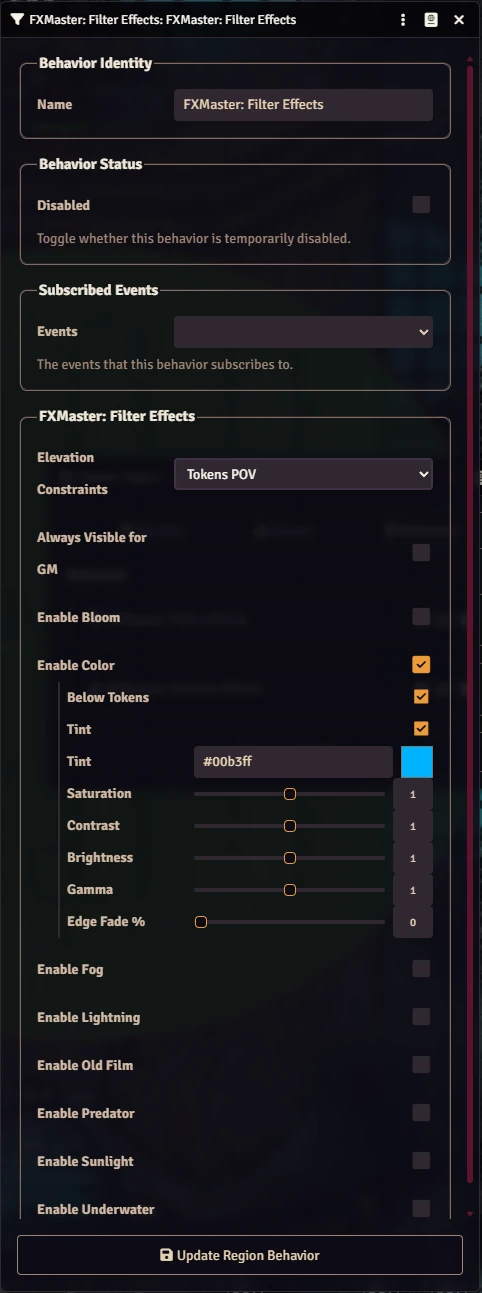 FXMaster: Filter Effects: FXMaster: Filter Effects
Behavior Identity
Name
FXMaster: Filter Effects
Behavior Status
Disabled
Toggle whether this behavior is temporarily disabled.
Subscribed Events
Events
The events that this behavior subscribes to.
FXMaster: Filter Effects
Elevation
Constraints
Tokens POV
Always Visible for
GM
Enable Bloom
Enable Color
Below Tokens
Tint
Tint
#00b3ff
Saturation
1
Contrast
1
Brightness
1
Gamma
1
Edge Fade %
0
Enable Fog
Enable Lightning
Enable Old Film
Enable Predator
Enable Sunlight
Enable Underwater
Update Region Behavior